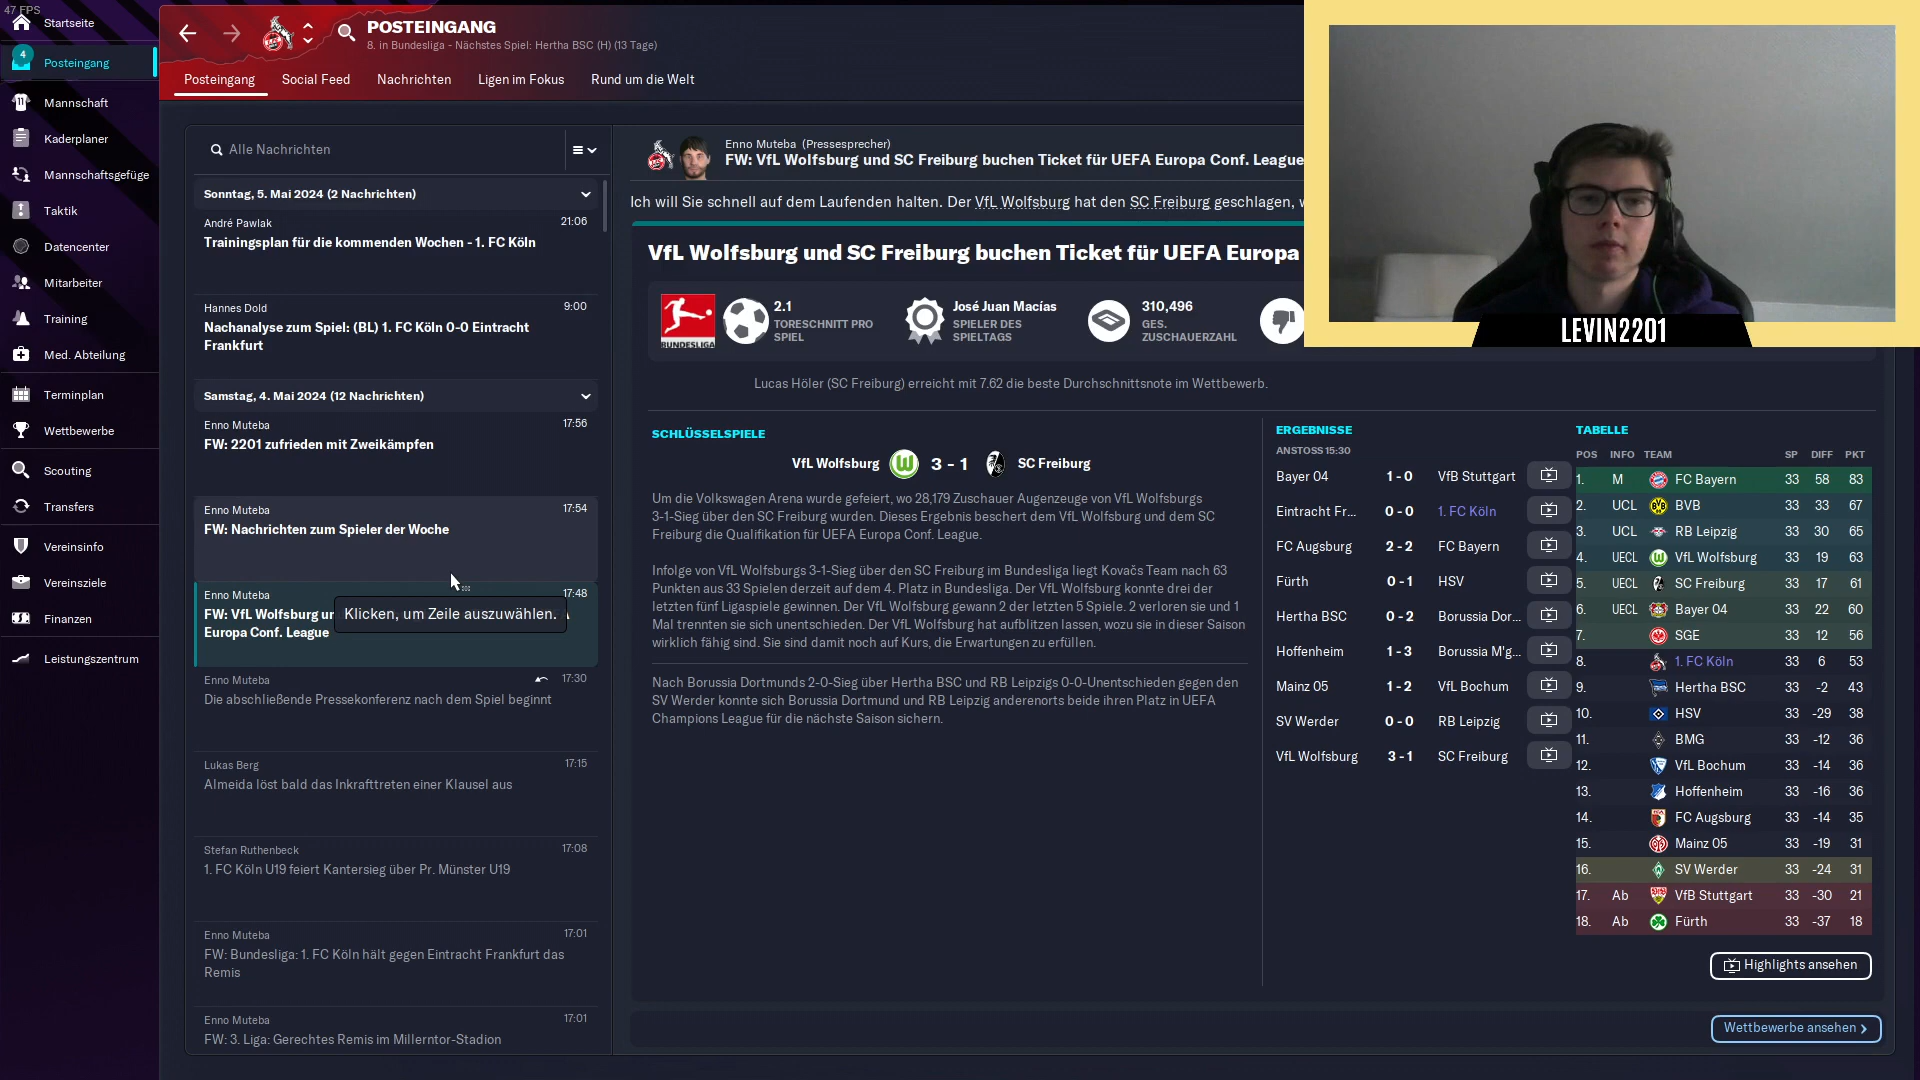 47 FPS
Startseite
4
Posteingang
Mannschaft
Kaderplaner
Mannschaftsgefüge
Taktik
Datencenter
Mitarbeiter
Training
Med. Abteilung
Terminplan
Wettbewerbe
Scouting
Transfers
Vereinsinfo
Vereinsziele
Finanzen
Leistungszentrum
POSTEINGANG
8. in Bundesliga - Nächstes Spiel: Hertha BSC (H) (13 Tage)
Posteingang Social Feed Nachrichten Ligen im Fokus Rund um die Welt
Alle Nachrichten
Sonntag, 5. Mai 2024 (2 Nachrichten)
André Pawlak 21:06
Trainingsplan für die kommenden Wochen - 1. FC Köln
Hannes Dold 9:00
Nachanalyse zum Spiel: (BL) 1. FC Köln 0-0 Eintracht
Frankfurt
Samstag, 4. Mai 2024 (12 Nachrichten)
Enno Muteba 17:56
FW: 2201 zufrieden mit Zweikämpfen
Enno Muteba 17:54
FW: Nachrichten zum Spieler der Woche
Enno Muteba 17:48
FW: VfL Wolfsburg
Europa Conf. League
Klicken, um Zeile auszuwählen.
Enno Muteba 17:30
Die abschließende Pressekonferenz nach dem Spiel beginnt
Lukas Berg 17:15
Almeida löst bald das Inkrafttreten einer Klausel aus
Stefan Ruthenbeck 17:08
1. FC Köln U19 feiert Kantersieg über Pr. Münster U19
Enno Muteba 17:01
FW: Bundesliga: 1. FC Köln hält gegen Eintracht Frankfurt das
Remis
Enno Muteba 17:01
FW: 3. Liga: Gerechtes Remis im Millerntor-Stadion
Enno Muteba (Pressesprecher)
FW: VfL Wolfsburg und SC Freiburg buchen Ticket für UEFA Europa Conf. League
Ich will Sie schnell auf dem Laufenden halten. Der VfL Wolfsburg hat den SC Freiburg geschlagen,
VfL Wolfsburg und SC Freiburg buchen Ticket für UEFA Europa
BUNDESLIGA
2.1
TORESCHNITT PRO
SPIEL
José Juan Macías
SPIELER DES
SPIELTAGS
310,496
GES.
ZUSCHAUERZAHL
Lucas Höler (SC Freiburg) erreicht mit 7.62 die beste Durchschnittsnote im Wettbewerb.
SCHLÜSSELSPIELE
VfL Wolfsburg 3 - 1 SC Freiburg
Um die Volkswagen Arena wurde gefeiert, wo 28,179 Zuschauer Augenzeuge von VfL Wolfsburgs
3-1-Sieg über den SC Freiburg wurden. Dieses Ergebnis beschert dem VfL Wolfsburg und dem SC
Freiburg die Qualifikation für UEFA Europa Conf. League.
Infolge von VfL Wolfsburgs 3-1-Sieg über den SC Freiburg im Bundesliga liegt Kovačs Team nach 63
Punkten aus 33 Spielen derzeit auf dem 4. Platz in Bundesliga. Der VfL Wolfsburg konnte drei der
letzten fünf Ligaspiele gewinnen. Der VfL Wolfsburg gewann 2 der letzten 5 Spiele. 2 verloren sie und 1
Mal trennten sie sich unentschieden. Der VfL Wolfsburg hat aufblitzen lassen, wozu sie in dieser Saison
wirklich fähig sind. Sie sind damit noch auf Kurs, die Erwartungen zu erfüllen.
Nach Borussia Dortmunds 2-0-Sieg über Hertha BSC und RB Leipzigs 0-0-Unentschieden gegen den
SV Werder konnte sich Borussia Dortmund und RB Leipzig anderenorts beide ihren Platz in UEFA
Champions League für die nächste Saison sichern.
ERGEBNISSE
ANSTOSS 15:30
Bayer 04 1 - 0 VfB Stuttgart
Eintracht Fr... 0 - 0 1. FC Köln
FC Augsburg 2 - 2 FC Bayern
Fürth 0 - 1 HSV
Hertha BSC 0 - 2 Borussia Dor...
Hoffenheim 1 - 3 Borussia M'g...
Mainz 05 1 - 2 VfL Bochum
SV Werder 0 - 0 RB Leipzig
VfL Wolfsburg 3 - 1 SC Freiburg
TABELLE
POS INFO TEAM SP DIFF PKT
1. M FC Bayern 33 58 83
2. UCL BVB 33 33 67
3. UCL RB Leipzig 33 30 65
4. UECL VfL Wolfsburg 33 19 63
5. UECL SC Freiburg 33 17 61
6. UECL Bayer 04 33 22 60
7. SGE 33 12 56
8. 1. FC Köln 33 6 53
9. Hertha BSC 33 -2 43
10. HSV 33 -29 38
11. BMG 33 -12 36
12. VfL Bochum 33 -14 36
13. Hoffenheim 33 -16 36
14. FC Augsburg 33 -14 35
15. Mainz 05 33 -19 31
16. SV Werder 33 -24 31
17. Ab VfB Stuttgart 33 -30 21
18. Ab Fürth 33 -37 18
Highlights ansehen
Wettbewerbe ansehen
LEVIN2201